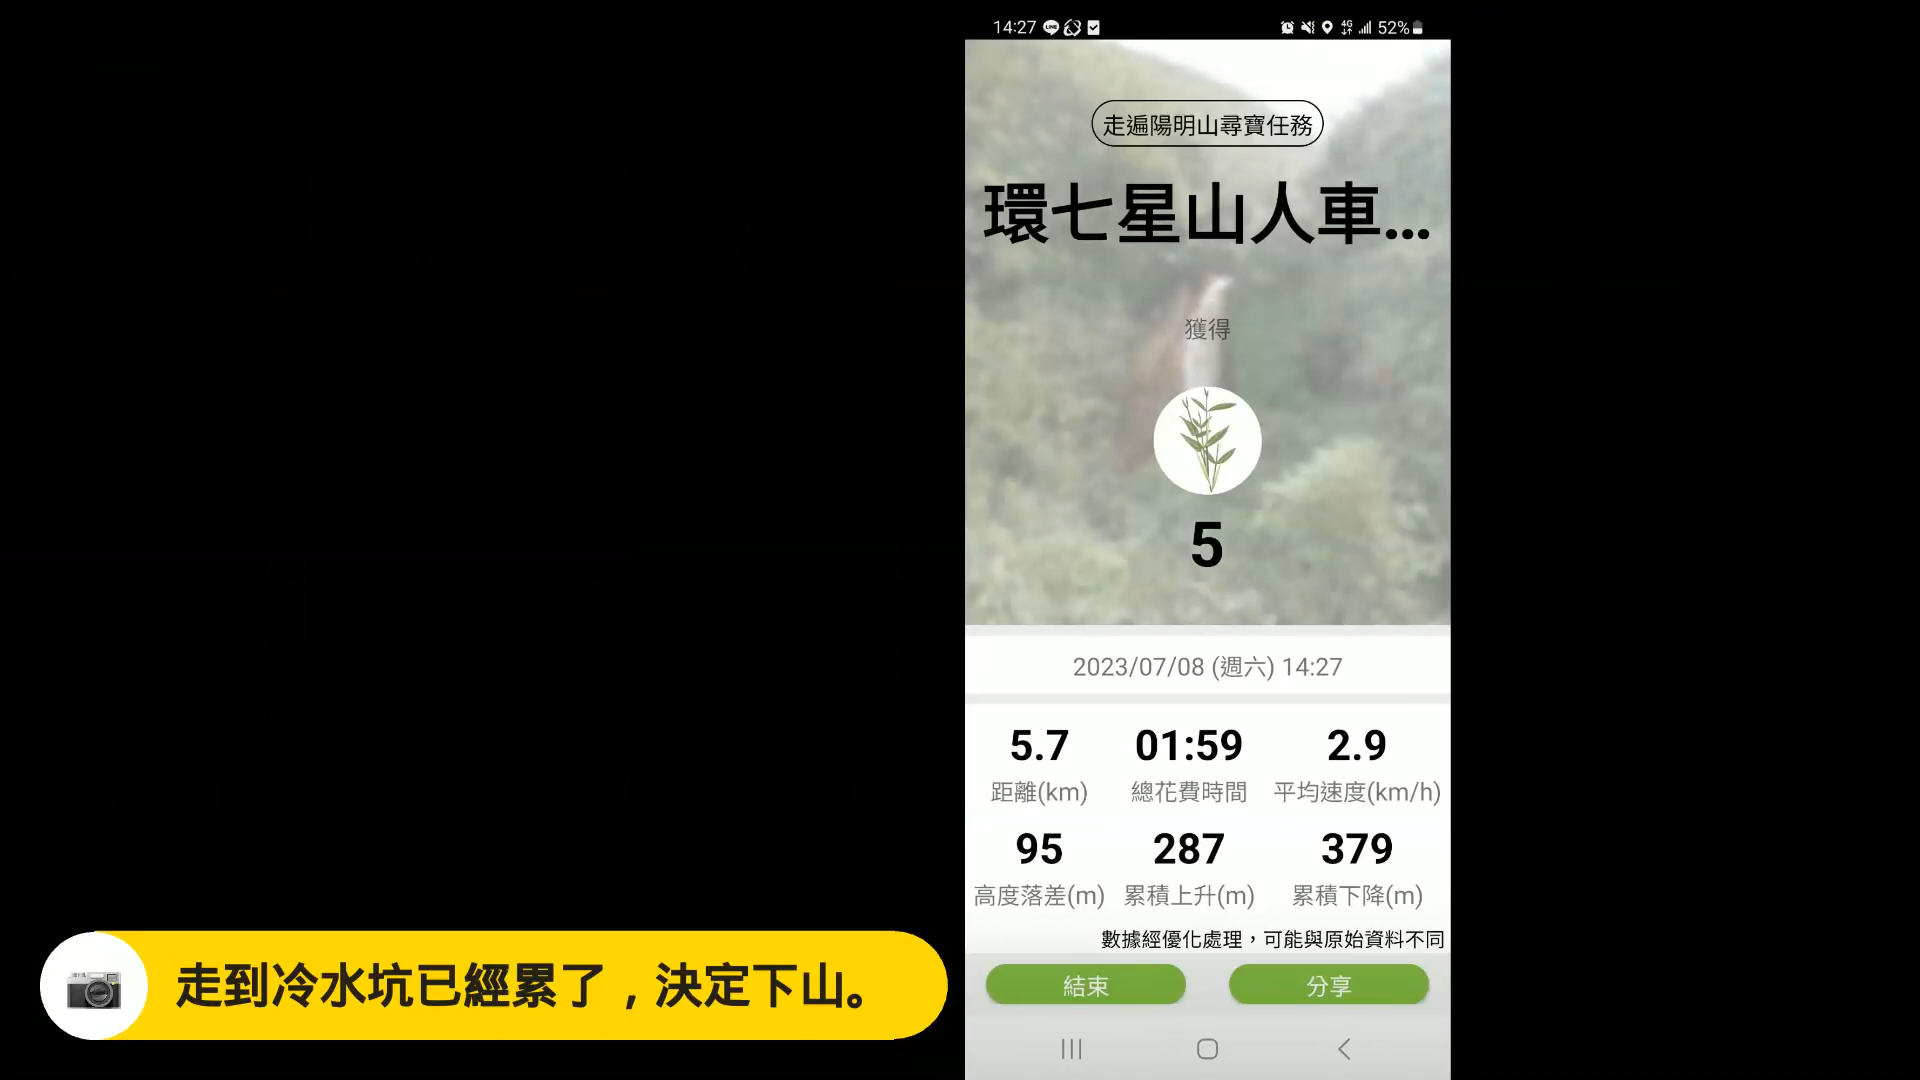 14:27
4G
52%
走遍陽明山尋寶任務
環七星山人車...
獲得
5
2023/07/08 (週六) 14:27
5.7 01:59 2.9
距離(km) 總花費時間 平均速度(km/h)
95 287 379
高度落差(m) 累積上升(m) 累積下降(m)
數據經優化處理，可能與原始資料不同
結束 分享
走到冷水坑已經累了，決定下山。